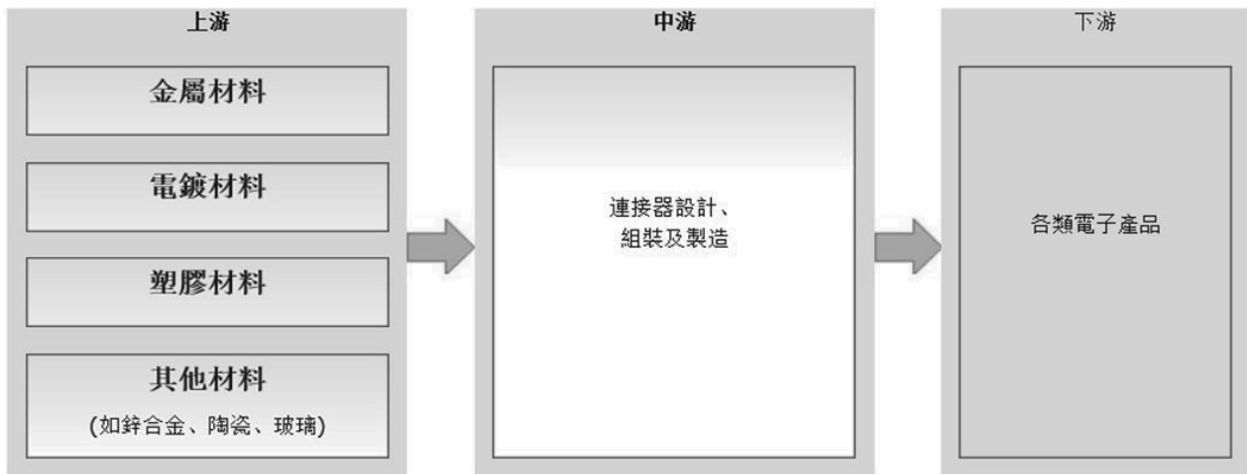 上游
金屬材料
電鍍材料
塑膠材料
其他材料
(如鋅合金、陶瓷、玻璃)
中游
連接器設計、
組裝及製造
下游
各類電子產品